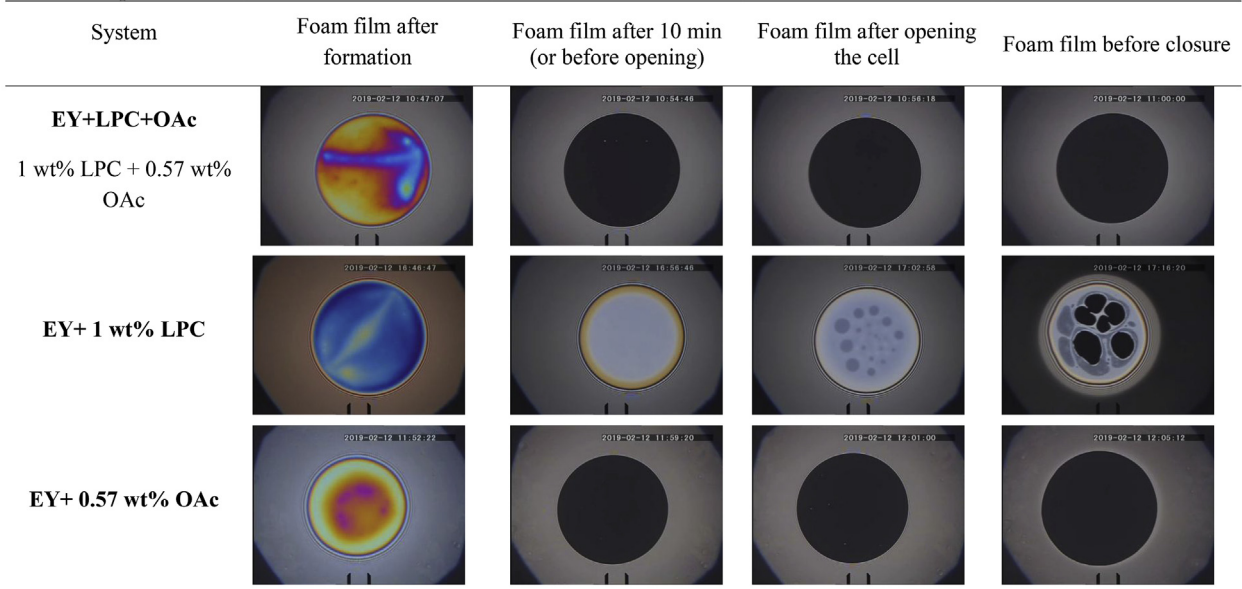 System
Foam film after
formation
Foam film after 10 min
(or before opening)
Foam film after opening
the cell
Foam film before closure
EY+LPC+OAc
1 wt% LPC + 0.57 wt%
OAc
2019-02-12 10:47:07
2019-02-12 10:54:46
2019-02-12 10:56:18
2019-02-12 11:00:00
EY+ 1 wt% LPC
2019-02-12 16:46:47
2019-02-12 16:56:46
2019-02-12 17:02:56
2019-02-12 17:16:20
EY+ 0.57 wt% OAc
2019-02-12 11:52:22
2019-02-12 11:59:20
2019-02-12 12:01:00
2019-02-12 12:05:12